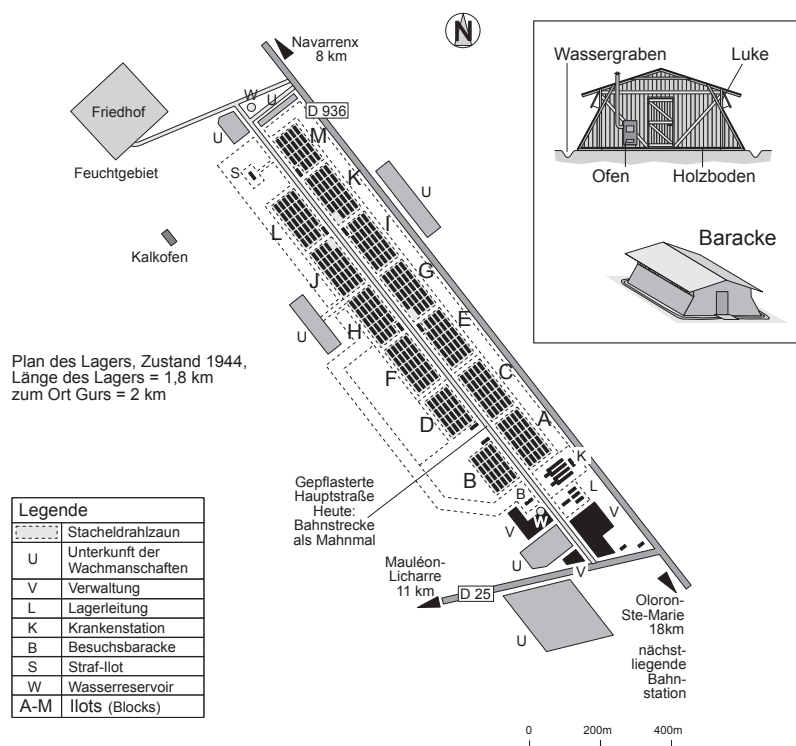 Navarrenx
8 km
N
Wassergraben
Luke
Ofen
Holzboden
Baracke
Friedhof
Feuchtgebiet
W
U
U
D 936
M
S
K
U
L
I
Kalkofen
J
G
U
H
E
F
C
D
A
Plan des Lagers, Zustand 1944,
Länge des Lagers = 1,8 km
zum Ort Gurs = 2 km
B
K
Gepflasterte
Hauptstraße
Heute:
Bahnstrecke
als Mahnmal
L
B
W
V
V
U
V
Mauléon-
Licharre
11 km
D 25
U
Oloron-
Ste-Marie
18km
nächst-
liegende
Bahn-
station
Legende
Stacheldrahlzaun
U Unterkunft der
Wachmanschaften
V Verwaltung
L Lagerleitung
K Krankenstation
B Besuchsbaracke
S Straf-Ilot
W Wasserreservoir
A-M Ilots (Blocks)
0 200m 400m